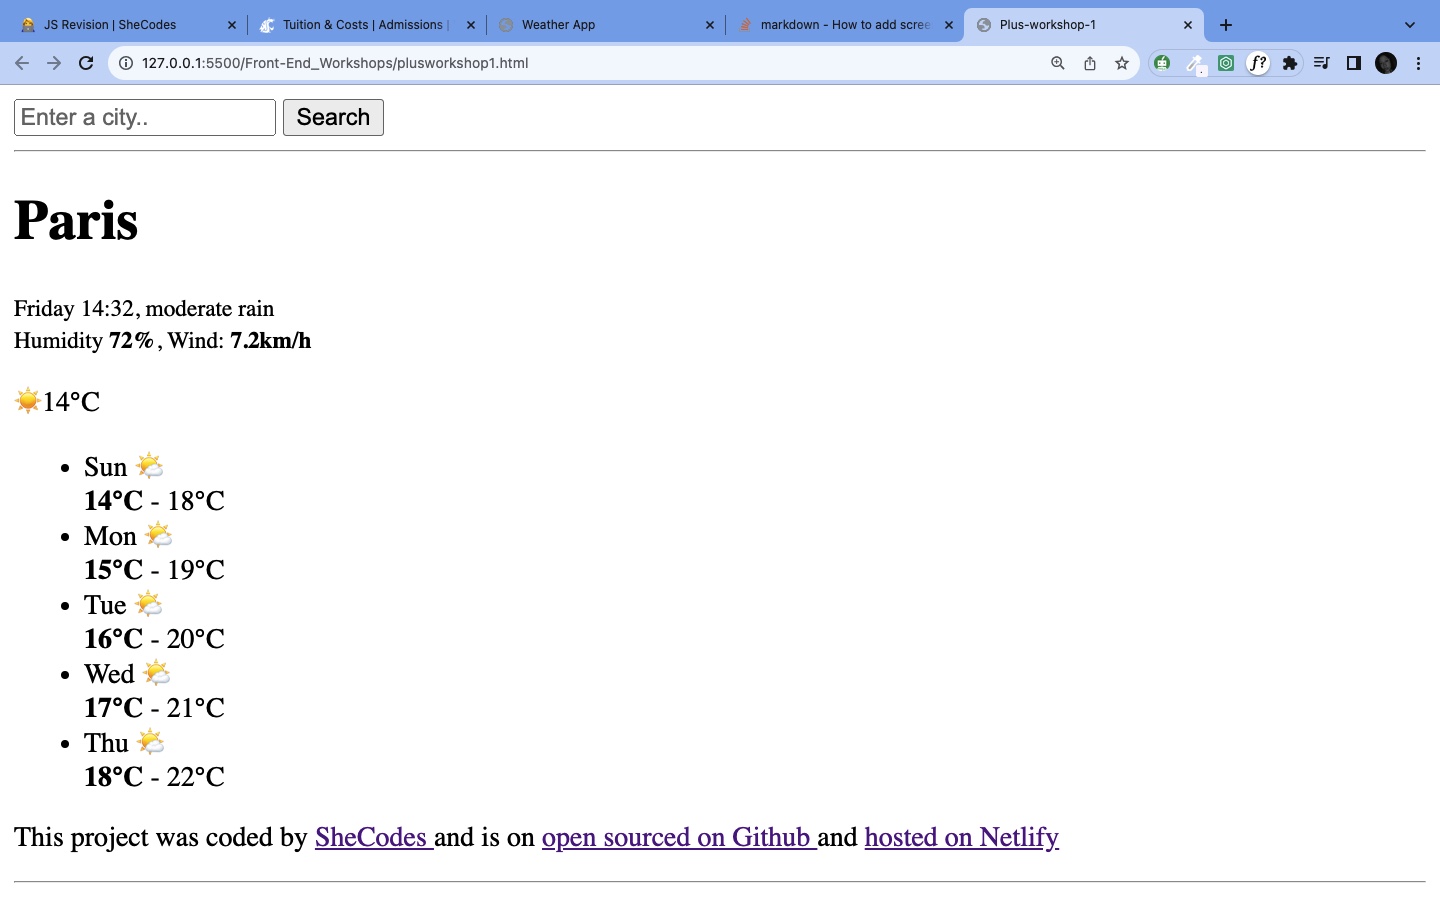 JS Revision | SheCodes
Tuition & Costs | Admissions |
Weather App
markdown - How to add scree
Plus-workshop-1
127.0.0.1:5500/Front-End_Workshops/plusworkshop1.html
f?
Enter a city..
Search
Paris
Friday 14:32, moderate rain
Humidity 72% , Wind: 7.2km/h
☀️14°C
• Sun 🌤️
14°C - 18°C
• Mon 🌤️
15°C - 19°C
• Tue 🌤️
16°C - 20°C
• Wed 🌤️
17°C - 21°C
• Thu 🌤️
18°C - 22°C
This project was coded by SheCodes and is on open sourced on Github and hosted on Netlify